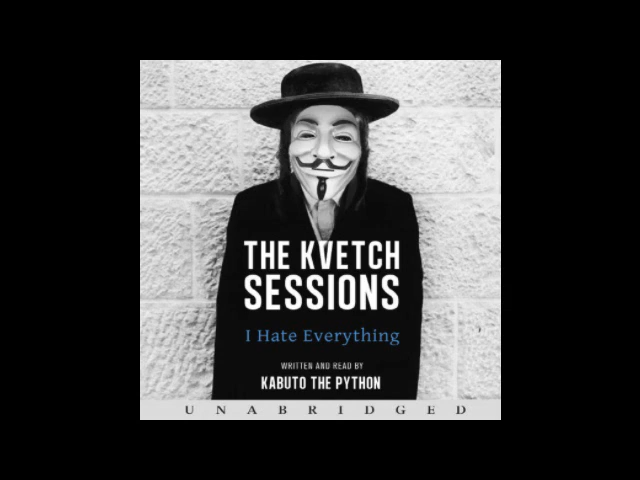 THE KVETCH
SESSIONS
I Hate Everything
WRITTEN AND READ BY
KABUTO THE PYTHON
UNABRIDGED